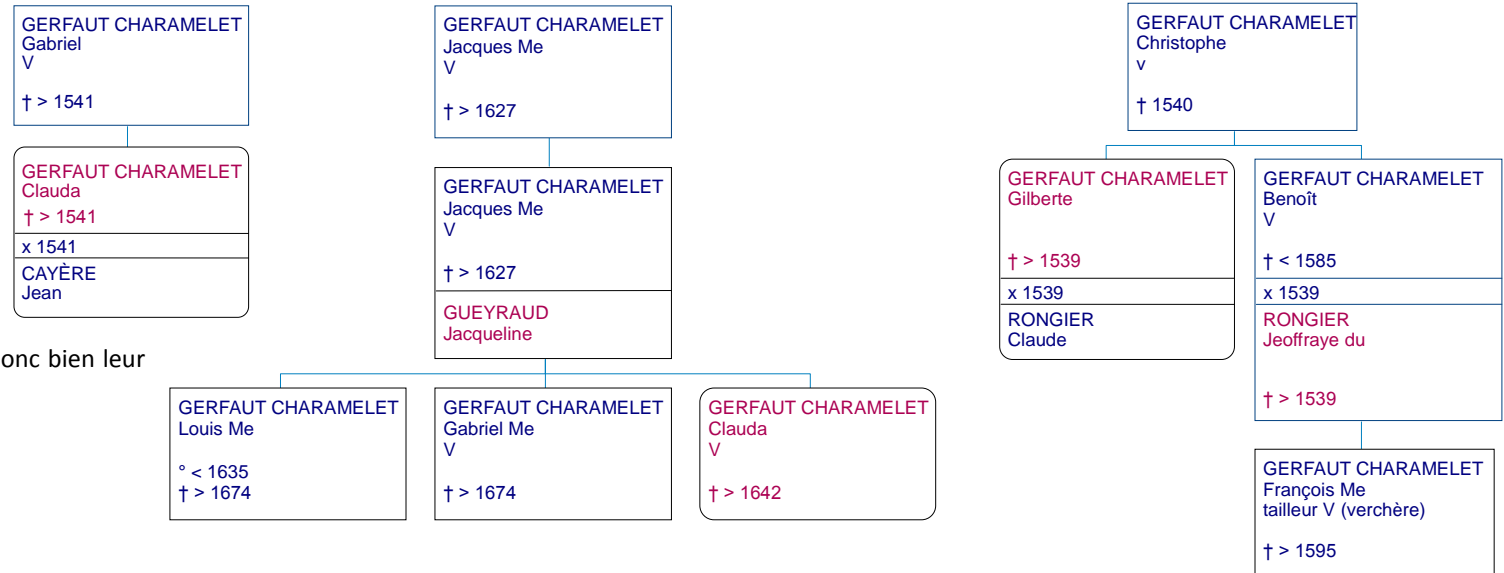 GERFAUT CHARAMELET
Gabriel
V
† > 1541
GERFAUT CHARAMELET
Clauda
† > 1541
x 1541
CAYÈRE
Jean
onc bien leur
GERFAUT CHARAMELET
Jacques Me
V
† > 1627
GERFAUT CHARAMELET
Jacques Me
V
† > 1627
GUEYRAUD
Jacqueline
GERFAUT CHARAMELET
Louis Me
° < 1635
† > 1674
GERFAUT CHARAMELET
Gabriel Me
V
† > 1674
GERFAUT CHARAMELET
Clauda
V
† > 1642
GERFAUT CHARAMELET
Christophe
v
† 1540
GERFAUT CHARAMELET
Gilberte
† > 1539
x 1539
RONGIER
Claude
GERFAUT CHARAMELET
Benoît
V
† < 1585
x 1539
RONGIER
Jeoffraye du
† > 1539
GERFAUT CHARAMELET
François Me
tailleur V (verchère)
† > 1595